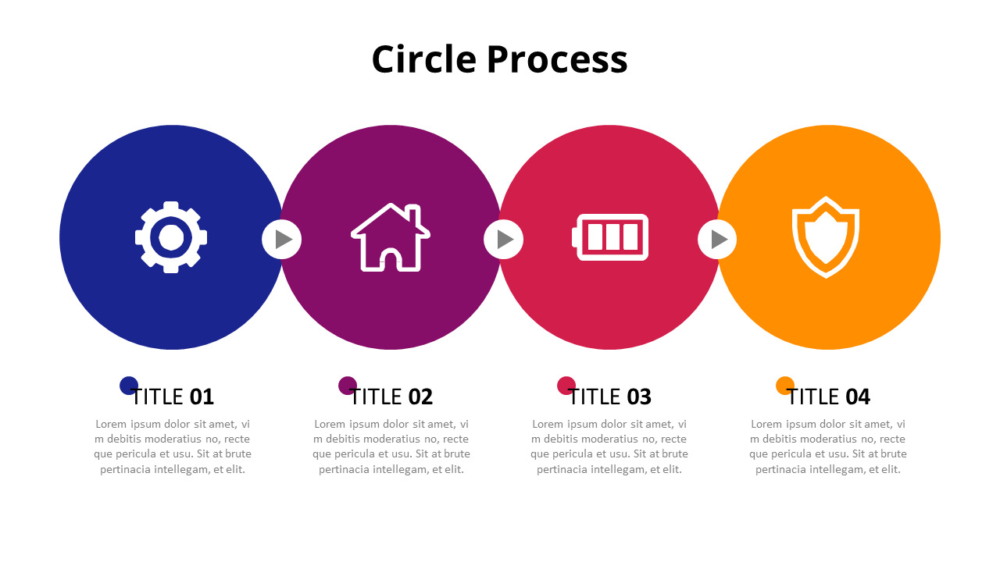 Circle Process
TITLE 01
Lorem ipsum dolor sit amet, vi
m debitis moderatius no, recte
que pericula et usu. Sit at brute
pertinacia intellegam, et elit.
TITLE 02
Lorem ipsum dolor sit amet, vi
m debitis moderatius no, recte
que pericula et usu. Sit at brute
pertinacia intellegam, et elit.
TITLE 03
Lorem ipsum dolor sit amet, vi
m debitis moderatius no, recte
que pericula et usu. Sit at brute
pertinacia intellegam, et elit.
TITLE 04
Lorem ipsum dolor sit amet, vi
m debitis moderatius no, recte
que pericula et usu. Sit at brute
pertinacia intellegam, et elit.